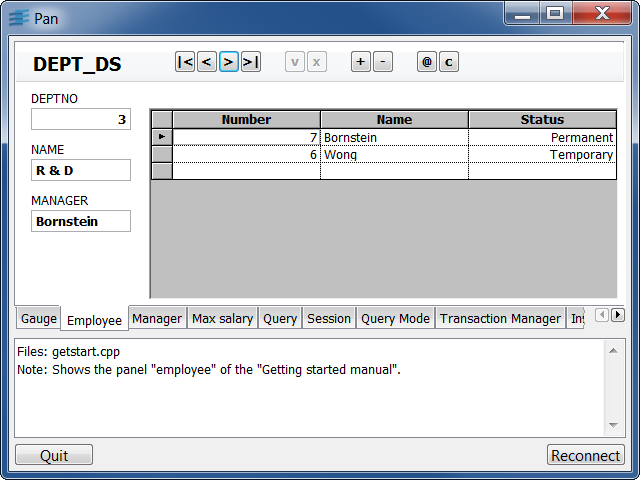 Pan
DEPT_DS
|< < > >| v x + - @ c
DEPTNO
3
NAME
R & D
MANAGER
Bornstein
Number Name Status
7 Bornstein Permanent
6 Wong Temporary
Gauge Employee Manager Max salary Query Session Query Mode Transaction Manager In
Files: getstart.cpp
Note: Shows the panel "employee" of the "Getting started manual".
Quit Reconnect